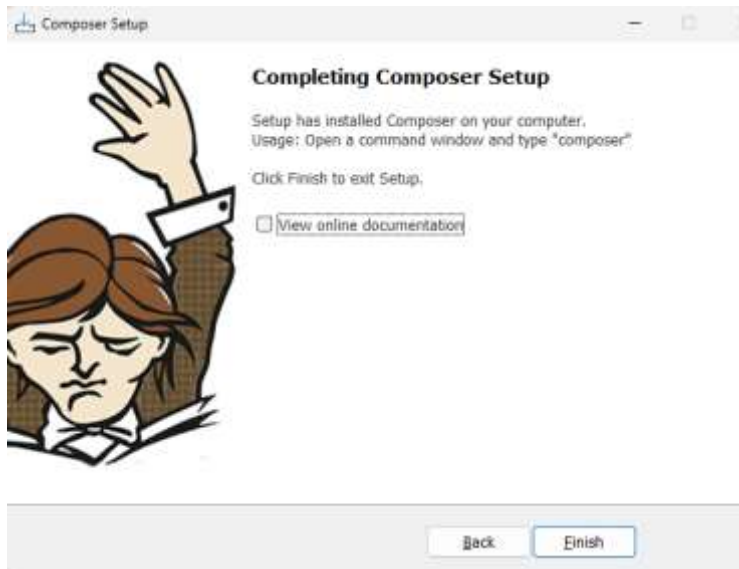 Composer Setup
Completing Composer Setup
Setup has installed Composer on your computer.
Usage: Open a command window and type "composer"
Click Finish to exit Setup.
View online documentation
Back
Finish